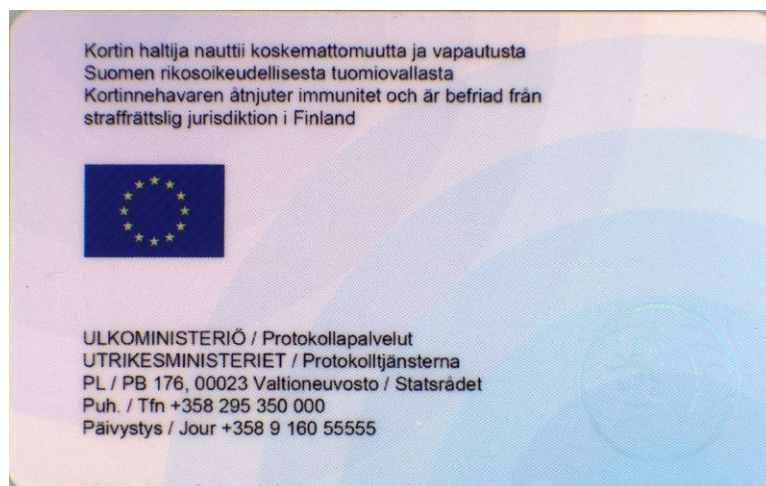 Kortin haltija nauttii koskemattomuutta ja vapautusta
Suomen rikosoikeudellisesta tuomiovallasta
Kortinnehavaren åtnjuter immunitet och är befriad från
straffrättslig jurisdiktion i Finland
ULKOMINISTERIÖ / Protokollapalvelut
UTRIKESMINISTERIET / Protokolltjänsterna
PL / PB 176, 00023 Valtioneuvosto / Statsrådet
Puh. / Tfn +358 295 350 000
Päivystys / Jour +358 9 160 55555